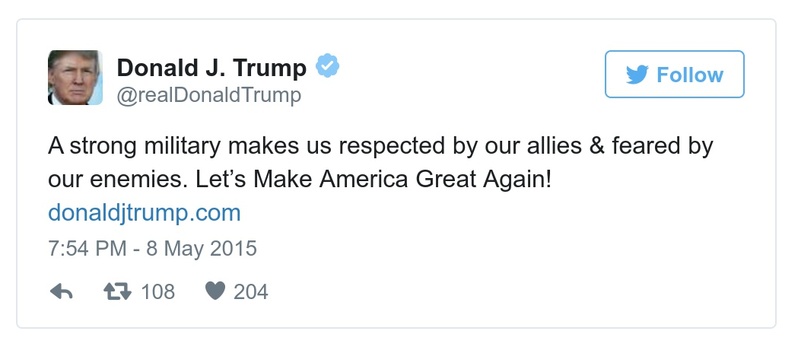 Donald J. Trump
@realDonaldTrump
Follow
A strong military makes us respected by our allies & feared by
our enemies. Let’s Make America Great Again!
donaldjtrump.com
7:54 PM - 8 May 2015
108 204